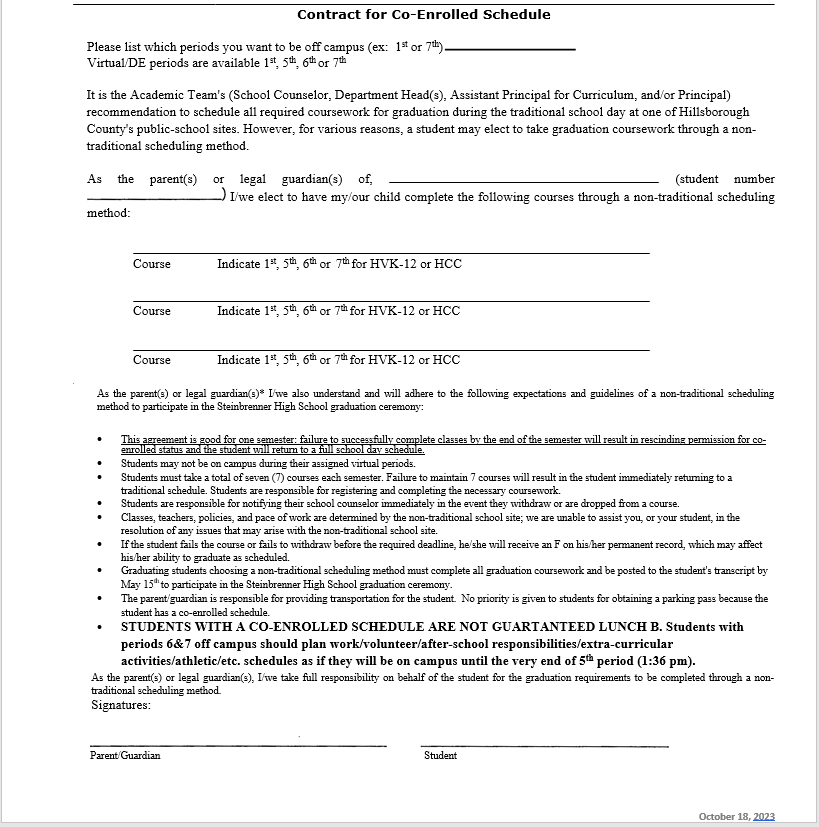 Contract for Co-Enrolled Schedule
Please list which periods you want to be off campus (ex: 1st or 7th)
Virtual/DE periods are available 1st, 5th, 6th or 7th
It is the Academic Team's (School Counselor, Department Head(s), Assistant Principal for Curriculum, and/or Principal)
recommendation to schedule all required coursework for graduation during the traditional school day at one of Hillsborough
County's public-school sites. However, for various reasons, a student may elect to take graduation coursework through a non-
traditional scheduling method.
As the parent(s) or legal guardian(s) of, (student number
) I/we elect to have my/our child complete the following courses through a non-traditional scheduling
method:
Course Indicate 1st, 5th, 6th or 7th for HVK-12 or HCC
Course Indicate 1st, 5th, 6th or 7th for HVK-12 or HCC
Course Indicate 1st, 5th, 6th or 7th for HVK-12 or HCC
As the parent(s) or legal guardian(s)* I/we also understand and will adhere to the following expectations and guidelines of a non-traditional scheduling
method to participate in the Steinbrenner High School graduation ceremony:
• This agreement is good for one semester: failure to successfully complete classes by the end of the semester will result in rescinding permission for co-
enrolled status and the student will return to a full school day schedule.
• Students may not be on campus during their assigned virtual periods.
• Students must take a total of seven (7) courses each semester. Failure to maintain 7 courses will result in the student immediately returning to a
traditional schedule. Students are responsible for registering and completing the necessary coursework.
• Students are responsible for notifying their school counselor immediately in the event they withdraw or are dropped from a course.
• Classes, teachers, policies, and pace of work are determined by the non-traditional school site; we are unable to assist you, or your student, in the
resolution of any issues that may arise with the non-traditional school site.
• If the student fails the course or fails to withdraw before the required deadline, he/she will receive an F on his/her permanent record, which may affect
his/her ability to graduate as scheduled.
• Graduating students choosing a non-traditional scheduling method must complete all graduation coursework and be posted to the student's transcript by
May 15th to participate in the Steinbrenner High School graduation ceremony.
• The parent/guardian is responsible for providing transportation for the student. No priority is given to students for obtaining a parking pass because the
student has a co-enrolled schedule.
• STUDENTS WITH A CO-ENROLLED SCHEDULE ARE NOT GUARANTEED LUNCH B. Students with
periods 6&7 off campus should plan work/volunteer/after-school responsibilities/extra-curricular
activities/athletic/etc. schedules as if they will be on campus until the very end of 5th period (1:36 pm).
As the parent(s) or legal guardian(s), I/we take full responsibility on behalf of the student for the graduation requirements to be completed through a non-
traditional scheduling method.
Signatures:
Parent/Guardian Student
October 18, 2023